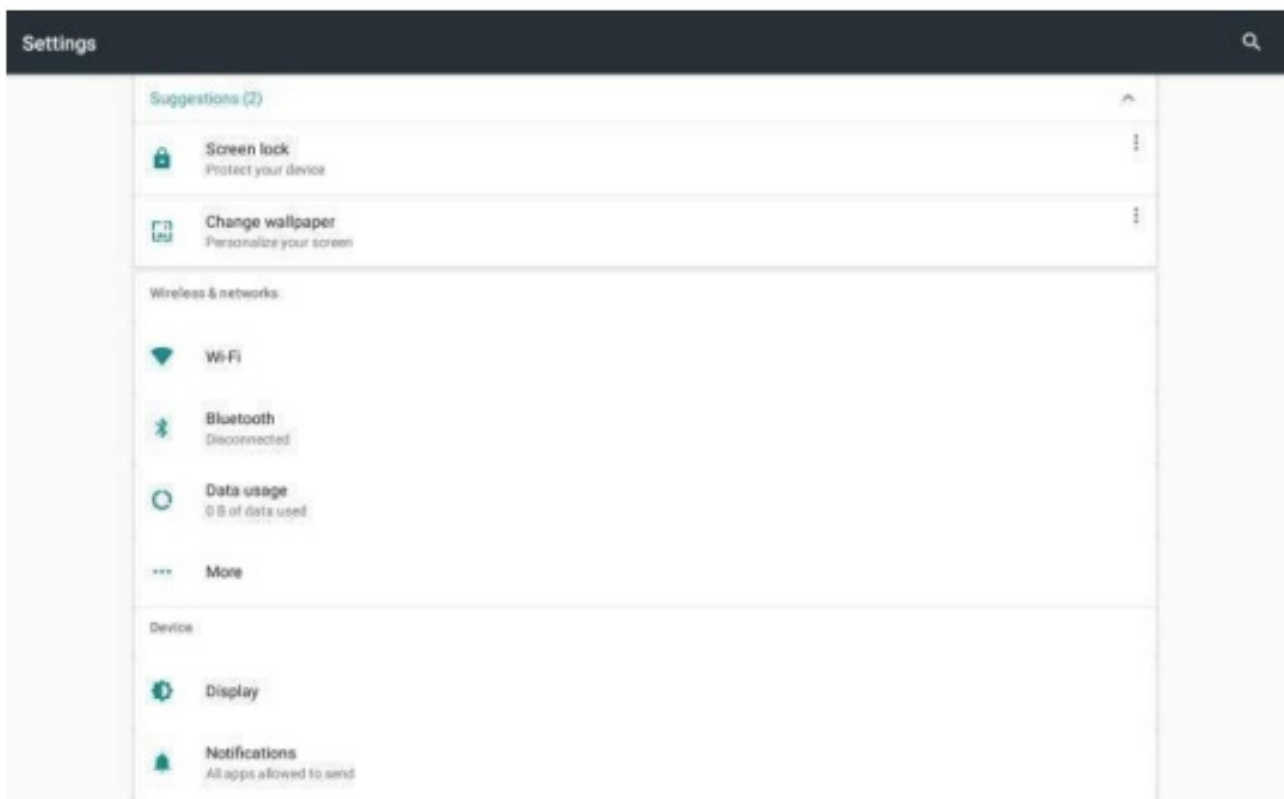 Settings
Suggestions (2)
Screen lock
Protect your device
Change wallpaper
Personalize your screen
Wireless & networks
Wi-Fi
Bluetooth
Disconnected
Data usage
0 B of data used
More
Device
Display
Notifications
All apps allowed to send